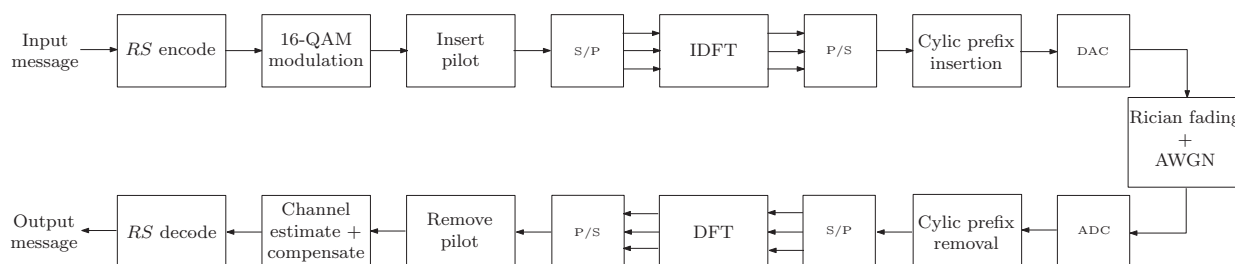 Input
message
RS encode
16-QAM
modulation
Insert
pilot
S/P
IDFT
P/S
Cylic prefix
insertion
DAC
Rician fading
+
AWGN
Output
message
RS decode
Channel
estimate +
compensate
Remove
pilot
P/S
DFT
S/P
Cylic prefix
removal
ADC